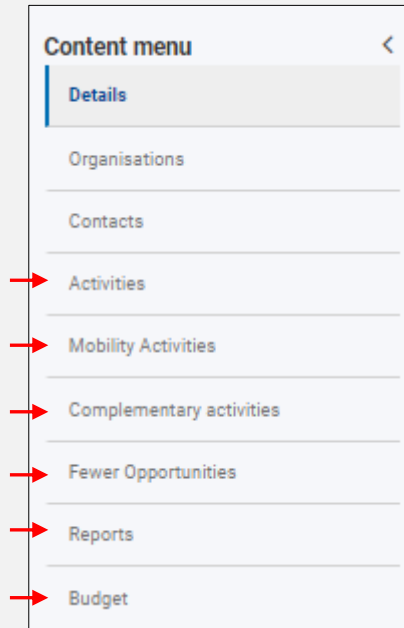 Content menu
Details
Organisations
Contacts
Activities
Mobility Activities
Complementary activities
Fewer Opportunities
Reports
Budget